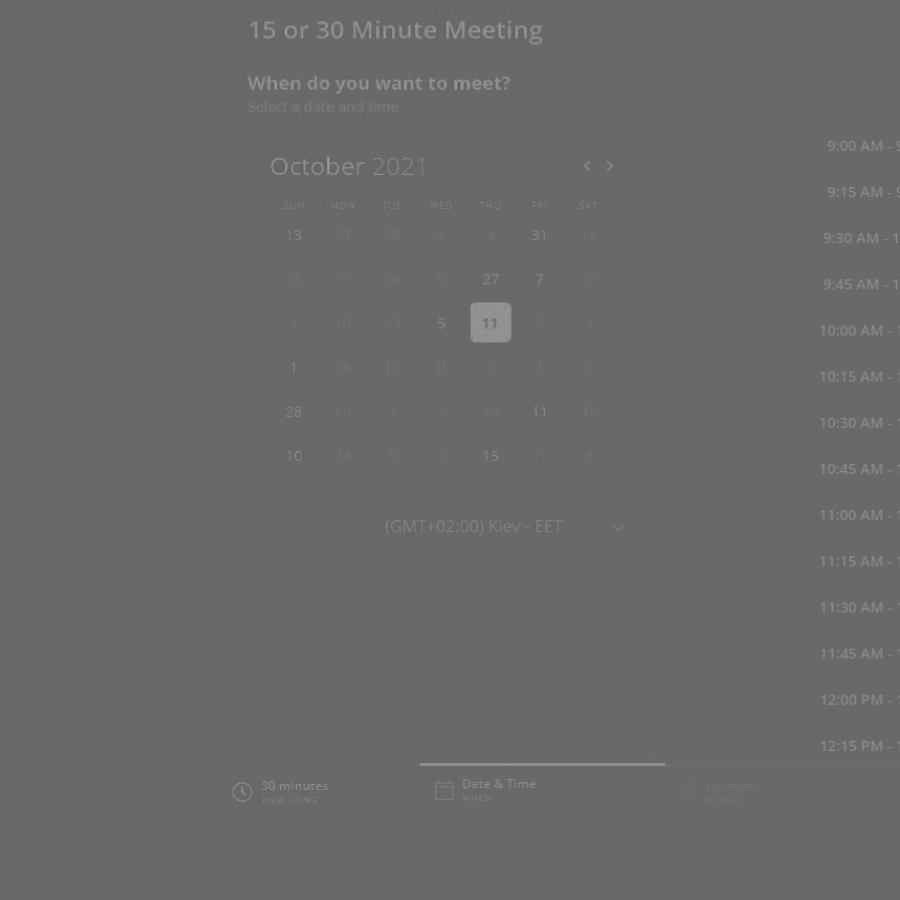 15 or 30 Minute Meeting
When do you want to meet?
Select a date and time
October 2021
SUN MON TUE WED THU FRI SAT
13 27 28 4 4 31 16
21 11 16 9 27 7 17
2 10 23 5 11 6 7
1 16 12 15 3 1 2
28 18 2 2 10 11 15
10 14 5 7 15 11 8
(GMT+02:00) Kiev - EET
9:00 AM - 9
9:15 AM - 9
9:30 AM - 1
9:45 AM - 1
10:00 AM - 1
10:15 AM - 1
10:30 AM - 1
10:45 AM - 1
11:00 AM - 1
11:15 AM - 1
11:30 AM - 1
11:45 AM - 1
12:00 PM - 1
12:15 PM - 1
30 minutes
HOW LONG
Date & Time
WHEN
Location